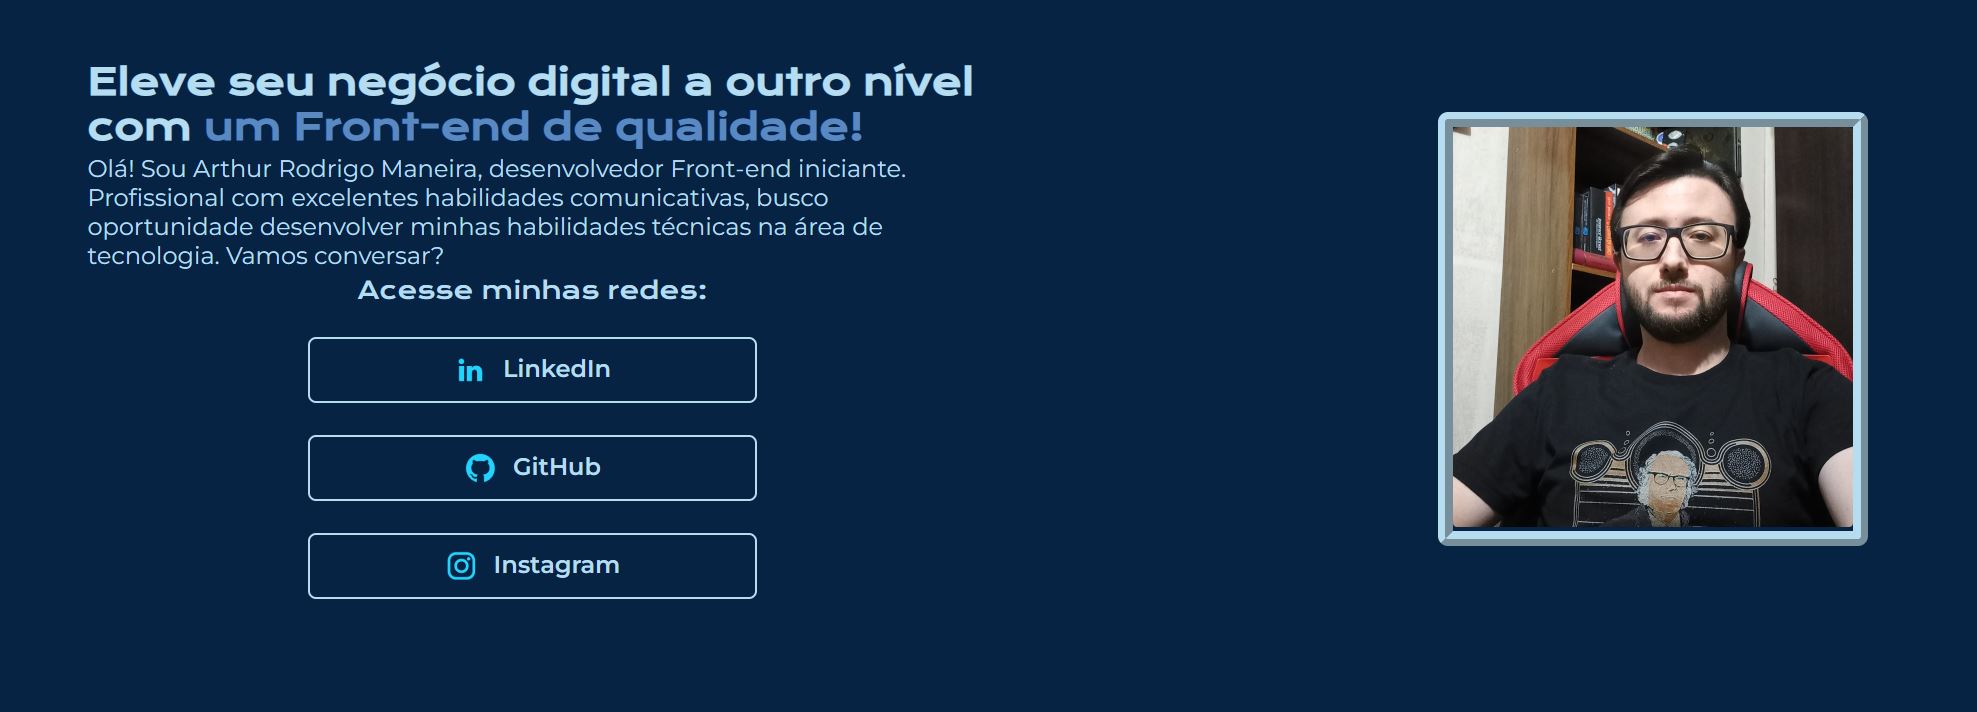 Eleve seu negócio digital a outro nível
com um Front-end de qualidade!
Olá! Sou Arthur Rodrigo Maneira, desenvolvedor Front-end iniciante.
Profissional com excelentes habilidades comunicativas, busco
oportunidade desenvolver minhas habilidades técnicas na área de
tecnologia. Vamos conversar?
Acesse minhas redes:
in LinkedIn
GitHub
Instagram